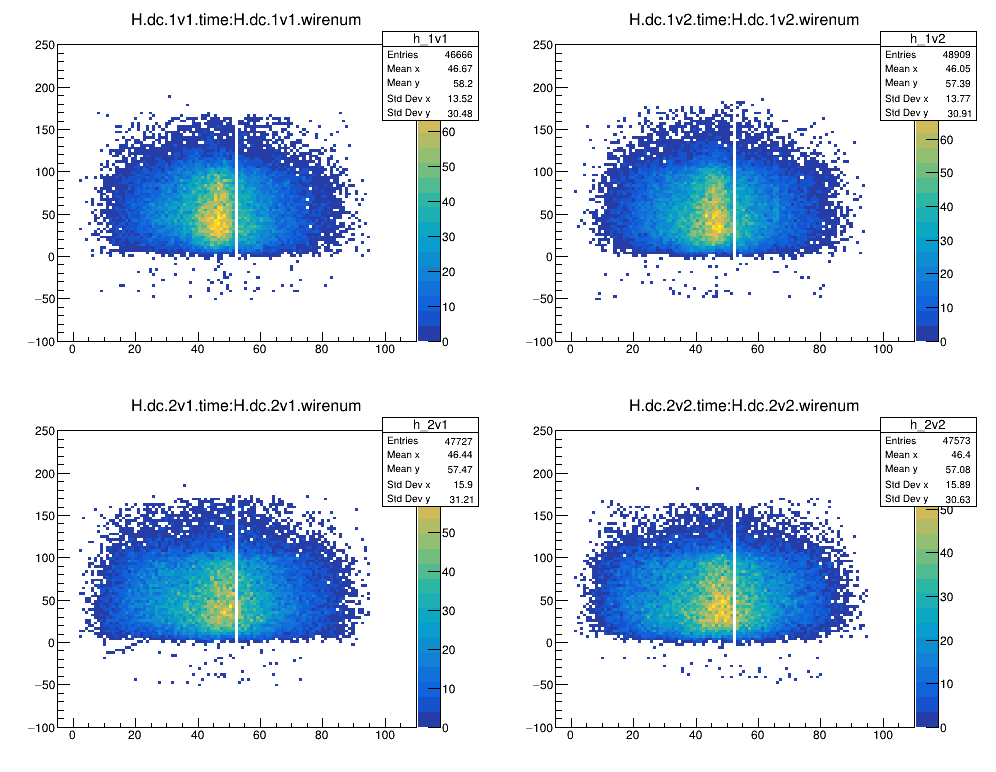 H.dc.1v1.time:H.dc.1v1.wirenum
h_1v1
Entries 46666
Mean x 46.67
Mean y 58.2
Std Dev x 13.52
Std Dev y 30.48
250
200
150
100
50
0
−50
−100
0 20 40 60 80 100
60
50
40
30
20
10
0
H.dc.1v2.time:H.dc.1v2.wirenum
h_1v2
Entries 48909
Mean x 46.05
Mean y 57.39
Std Dev x 13.77
Std Dev y 30.91
250
200
150
100
50
0
−50
−100
0 20 40 60 80 100
60
50
40
30
20
10
0
H.dc.2v1.time:H.dc.2v1.wirenum
h_2v1
Entries 47727
Mean x 46.44
Mean y 57.47
Std Dev x 15.9
Std Dev y 31.21
250
200
150
100
50
0
−50
−100
0 20 40 60 80 100
50
40
30
20
10
0
H.dc.2v2.time:H.dc.2v2.wirenum
h_2v2
Entries 47573
Mean x 46.4
Mean y 57.08
Std Dev x 15.89
Std Dev y 30.63
250
200
150
100
50
0
−50
−100
0 20 40 60 80 100
50
40
30
20
10
0